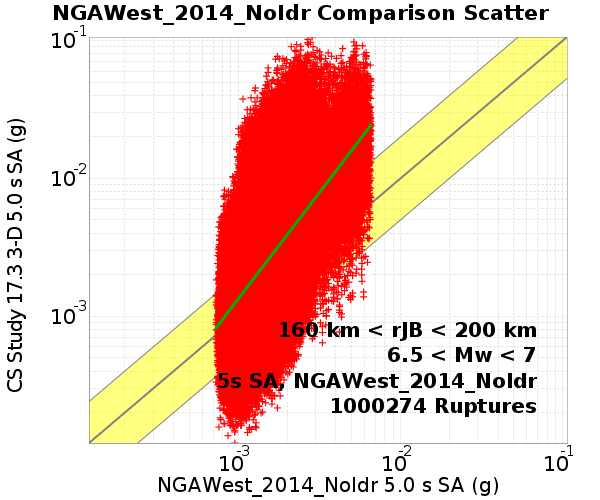 NGAWest_2014_NoIdr Comparison Scatter
CS Study 17.3 3-D 5.0 s SA (g)
10-1
10-2
10-3
160 km < rJB < 200 km
6.5 < Mw < 7
5s SA, NGAWest_2014_NoIdr
1000274 Ruptures
10-3 10-2 10-1
NGAWest_2014_NoIdr 5.0 s SA (g)